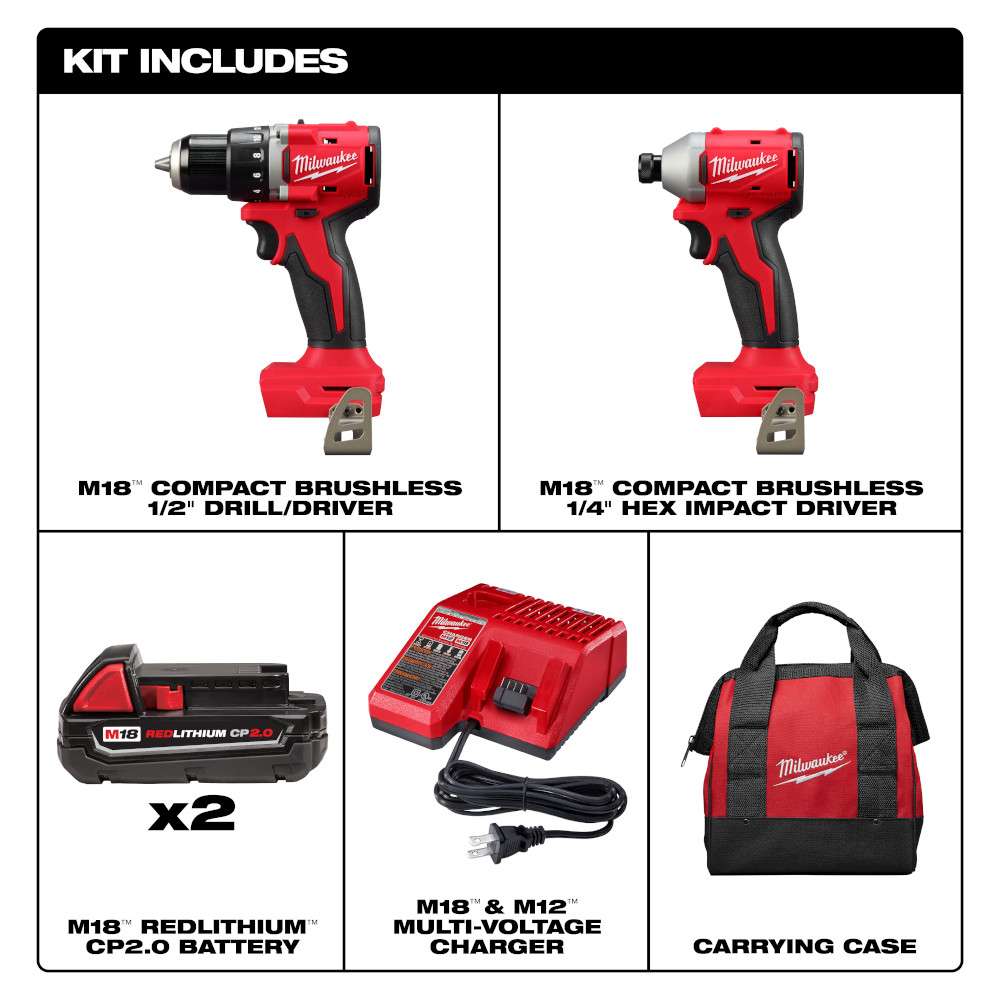 KIT INCLUDES
Milwaukee
Milwaukee
M18™ COMPACT BRUSHLESS
1/2" DRILL/DRIVER
M18™ COMPACT BRUSHLESS
1/4" HEX IMPACT DRIVER
M18 REDLITHIUM CP2.0
x2
M18™ REDLITHIUM™
CP2.0 BATTERY
Milwaukee
M18™ & M12™
MULTI-VOLTAGE
CHARGER
Milwaukee®
CARRYING CASE